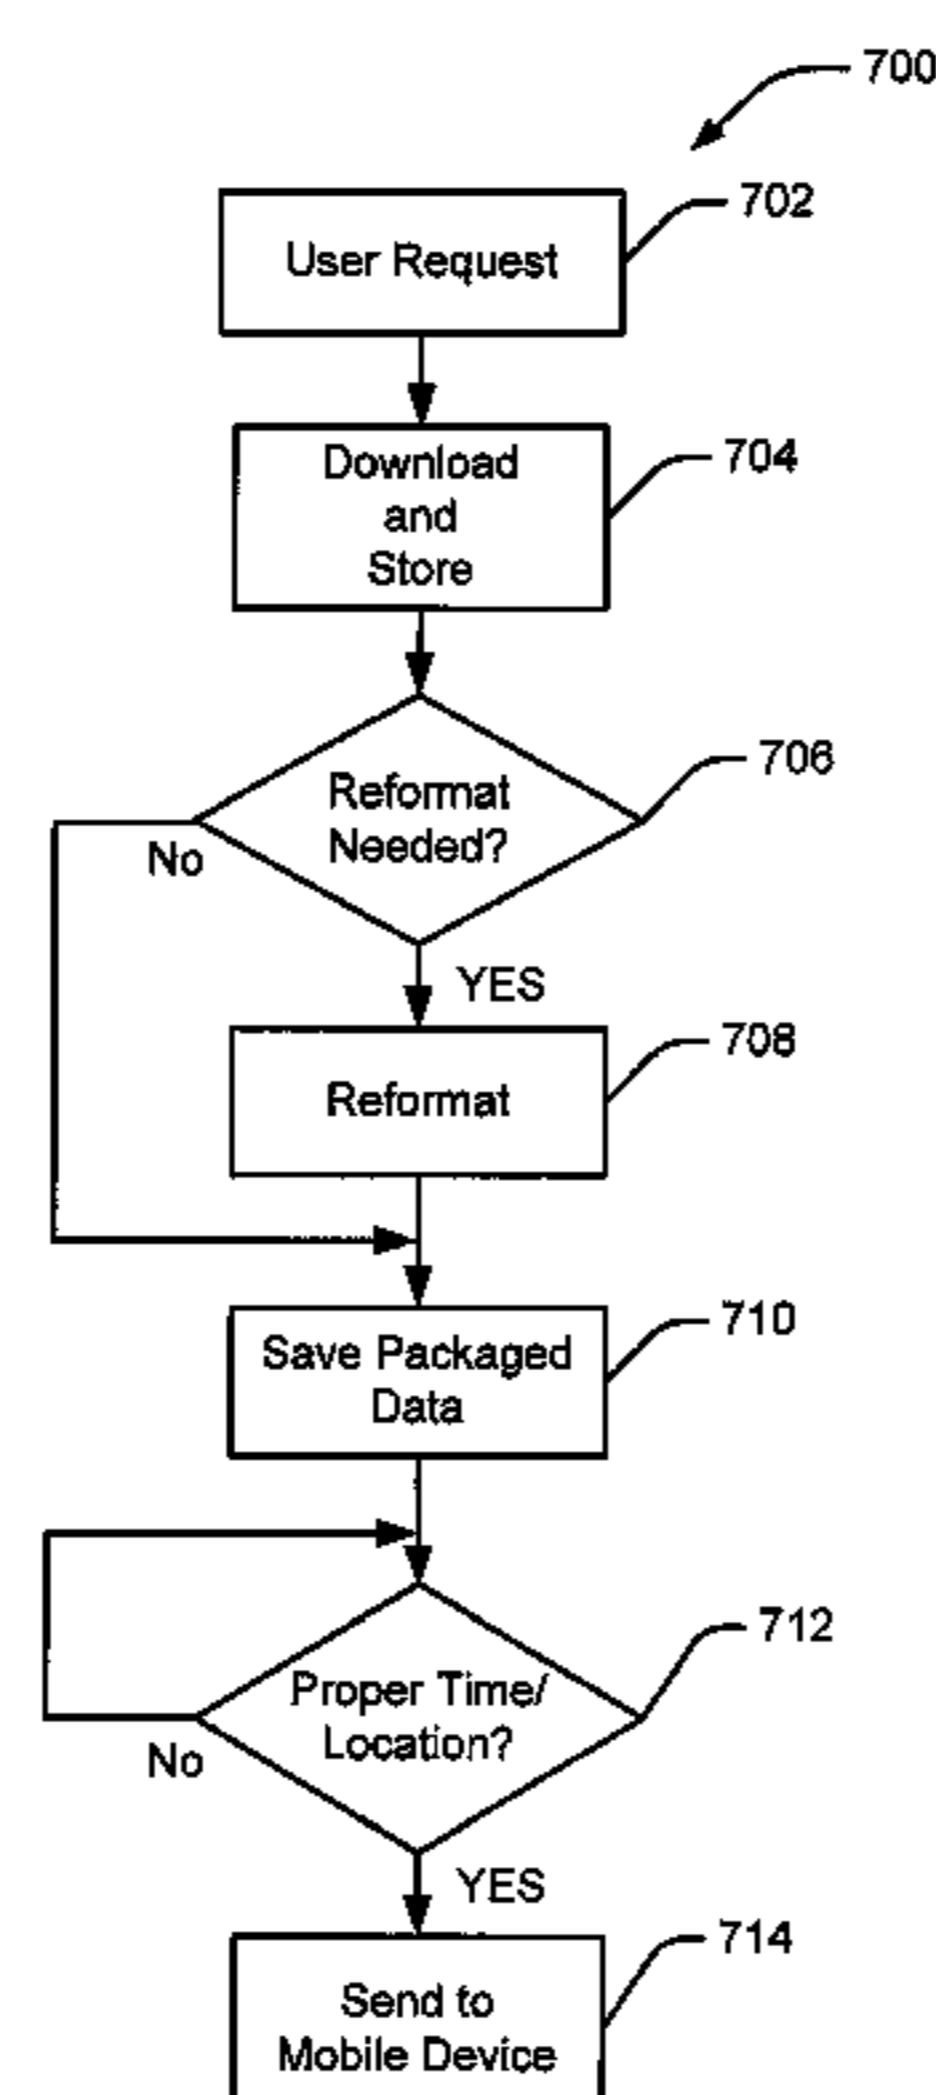 700
User Request
702
Download
and
Store
704
Reformat
Needed?
706
No
YES
Reformat
708
Save Packaged
Data
710
Proper Time/
Location?
712
No
YES
Send to
Mobile Device
714